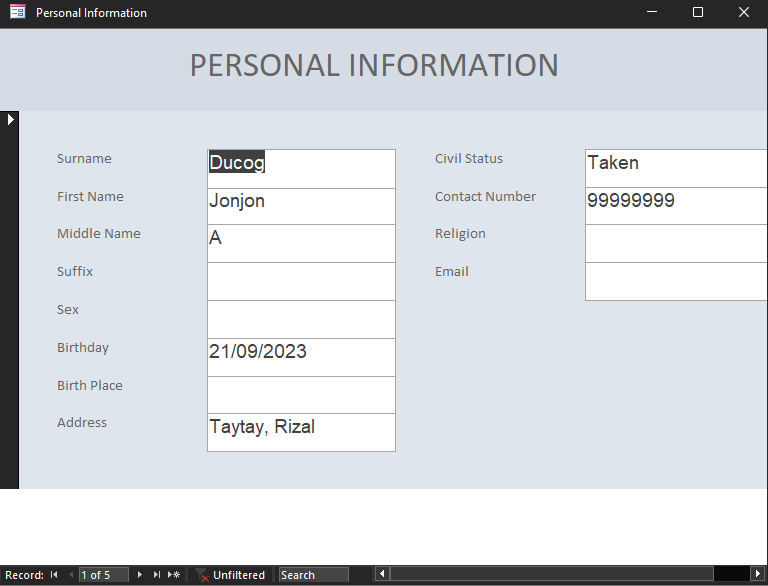 Personal Information
PERSONAL INFORMATION
Surname Ducog
First Name Jonjon
Middle Name A
Suffix
Sex
Birthday 21/09/2023
Birth Place
Address Taytay, Rizal
Civil Status Taken
Contact Number 99999999
Religion
Email
Record: 1 of 5 Unfiltered Search